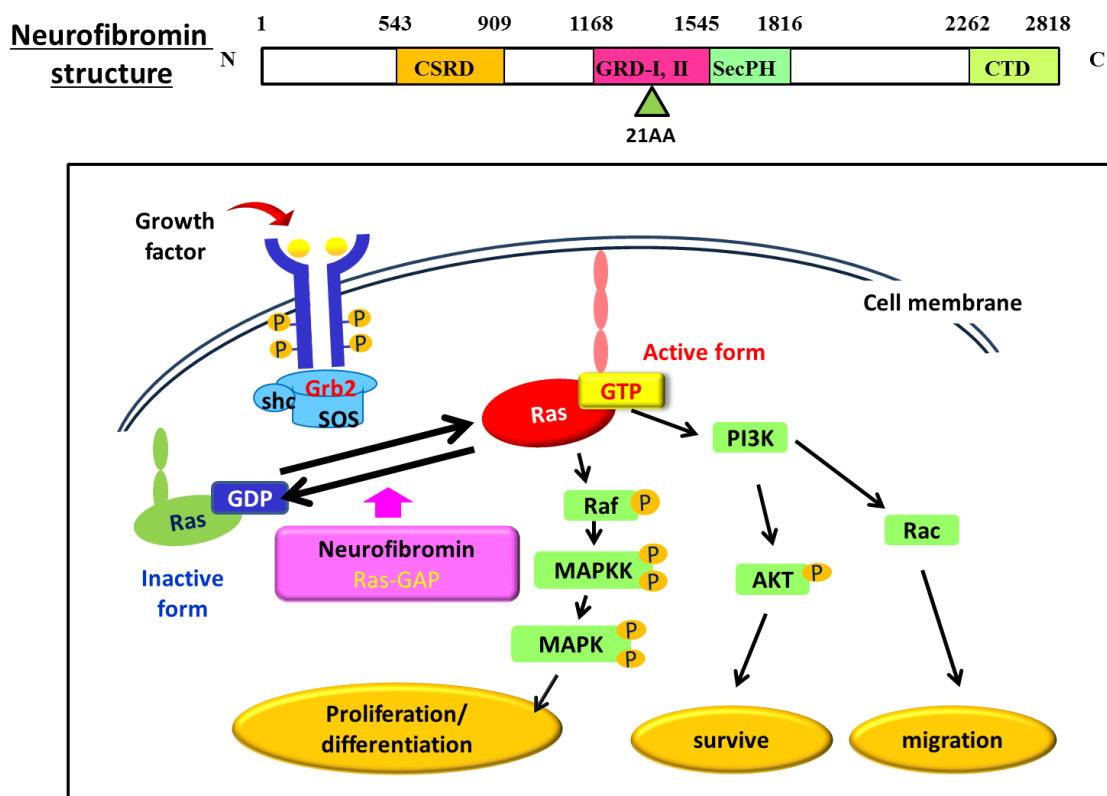 Neurofibromin
structure
N
1 543 909 1168 1545 1816 2262 2818
CSRD GRD-I, II SecPH CTD
C
21AA
Growth
factor
Cell membrane
P P
P P
Grb2
shc
SOS
Active form
GTP
Ras
PI3K
GDP
Ras
Inactive
form
Neurofibromin
Ras-GAP
Raf P
MAPKK P
P
MAPK P
P
AKT P
Rac
Proliferation/
differentiation
survive
migration